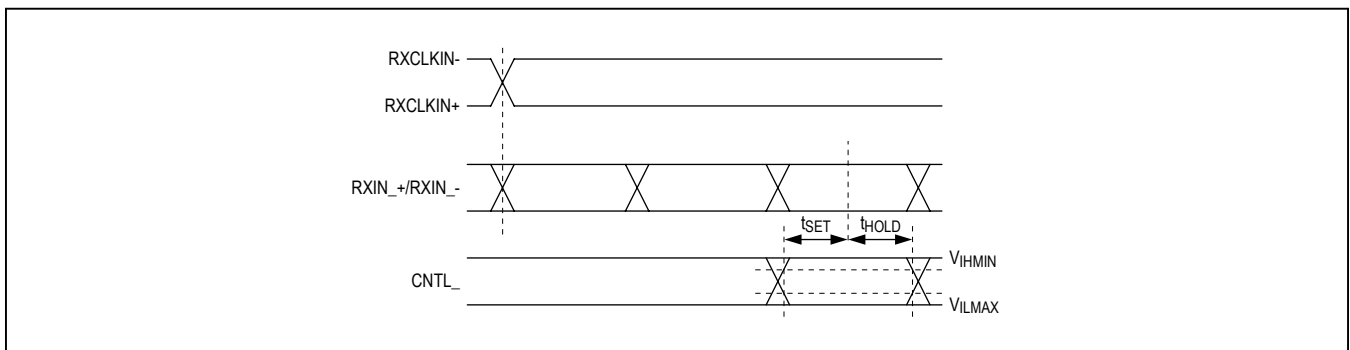 RXCLKIN-
RXCLKIN+
RXIN_+/RXIN_-
tSET tHOLD
VIHMIN
CNTL_
VILMAX